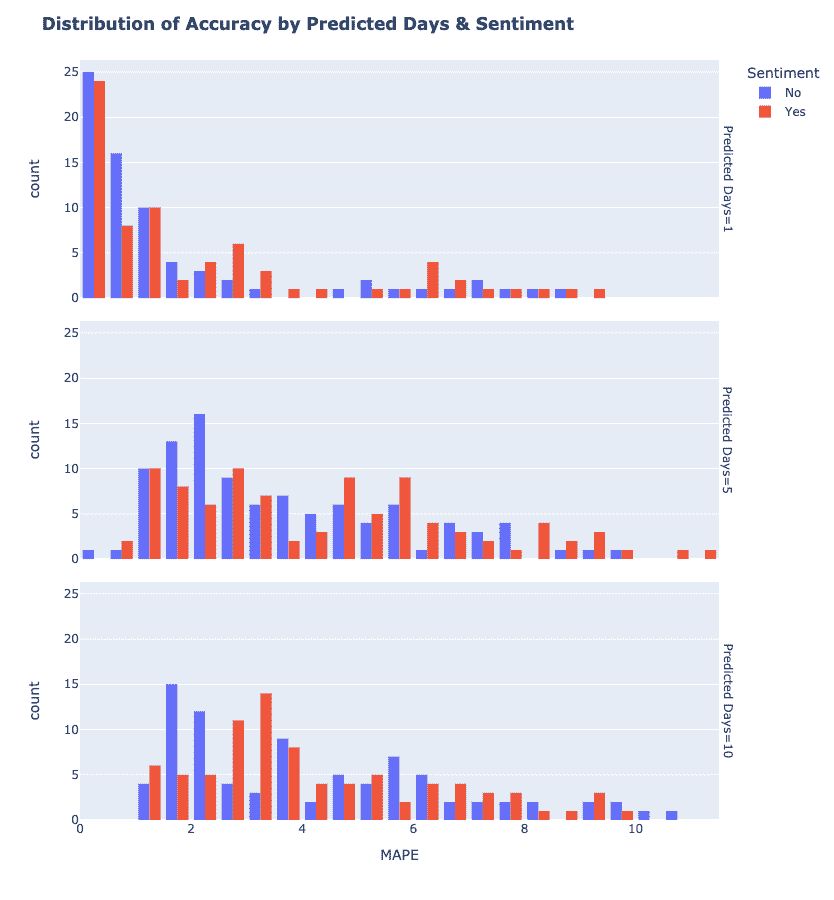 Distribution of Accuracy by Predicted Days & Sentiment
Sentiment
No
Yes
25
20
15
10
5
0
count
Predicted Days=1
25
20
15
10
5
0
count
Predicted Days=5
25
20
15
10
5
0
count
Predicted Days=10
0 2 4 6 8 10
MAPE